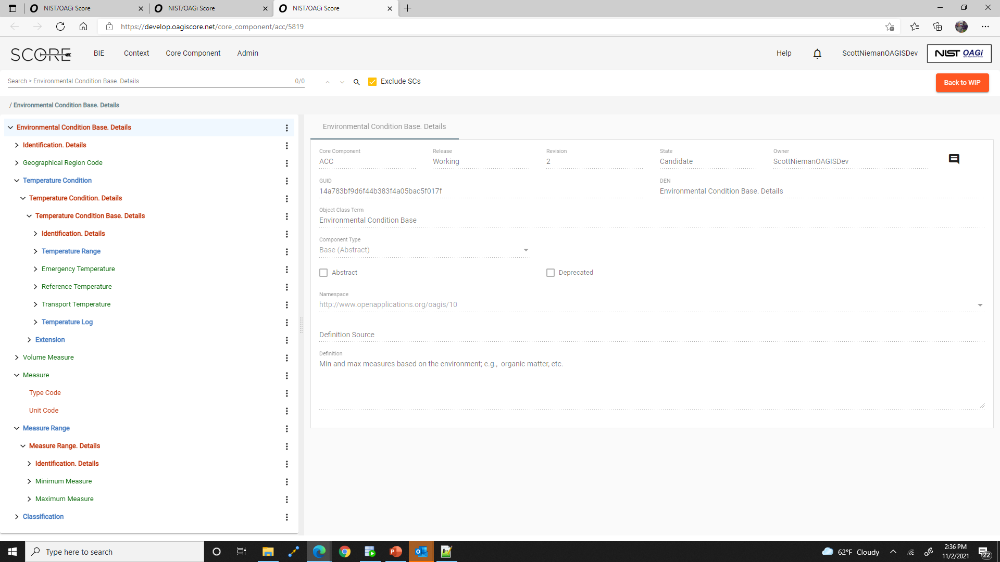 NIST/OAGi Score
NIST/OAGi Score
NIST/OAGi Score
https://develop.oagiscore.net/core_component/acc/5819
SCORE
BIE
Context
Core Component
Admin
Help
ScottNiemanOAGISDev
NIST OAGi
Search > Environmental Condition Base. Details
0/0
Exclude SCs
Back to WIP
/ Environmental Condition Base. Details
Environmental Condition Base. Details
Identification. Details
Geographical Region Code
Temperature Condition
Temperature Condition. Details
Temperature Condition Base. Details
Identification. Details
Temperature Range
Emergency Temperature
Reference Temperature
Transport Temperature
Temperature Log
Extension
Volume Measure
Measure
Type Code
Unit Code
Measure Range
Measure Range. Details
Identification. Details
Minimum Measure
Maximum Measure
Classification
Environmental Condition Base. Details
Core Component
ACC
Release
Working
Revision
2
State
Candidate
Owner
ScottNiemanOAGISDev
GUID
14a783bf9d6f44b383f4a05bac5f017f
DEN
Environmental Condition Base. Details
Object Class Term
Environmental Condition Base
Component Type
Base (Abstract)
Abstract
Deprecated
Namespace
http://www.openapplications.org/oagis/10
Definition Source
Definition
Min and max measures based on the environment; e.g.,  organic matter, etc.
Type here to search
62°F Cloudy
2:36 PM
11/2/2021
22